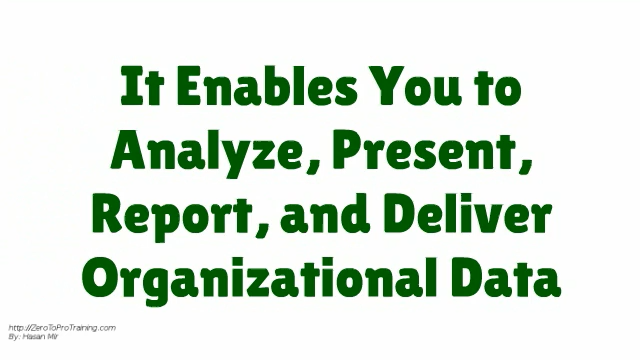 It Enables You to
Analyze, Present,
Report, and Deliver
Organizational Data
http://ZeroToProTraining.com
By: Hasan Mir